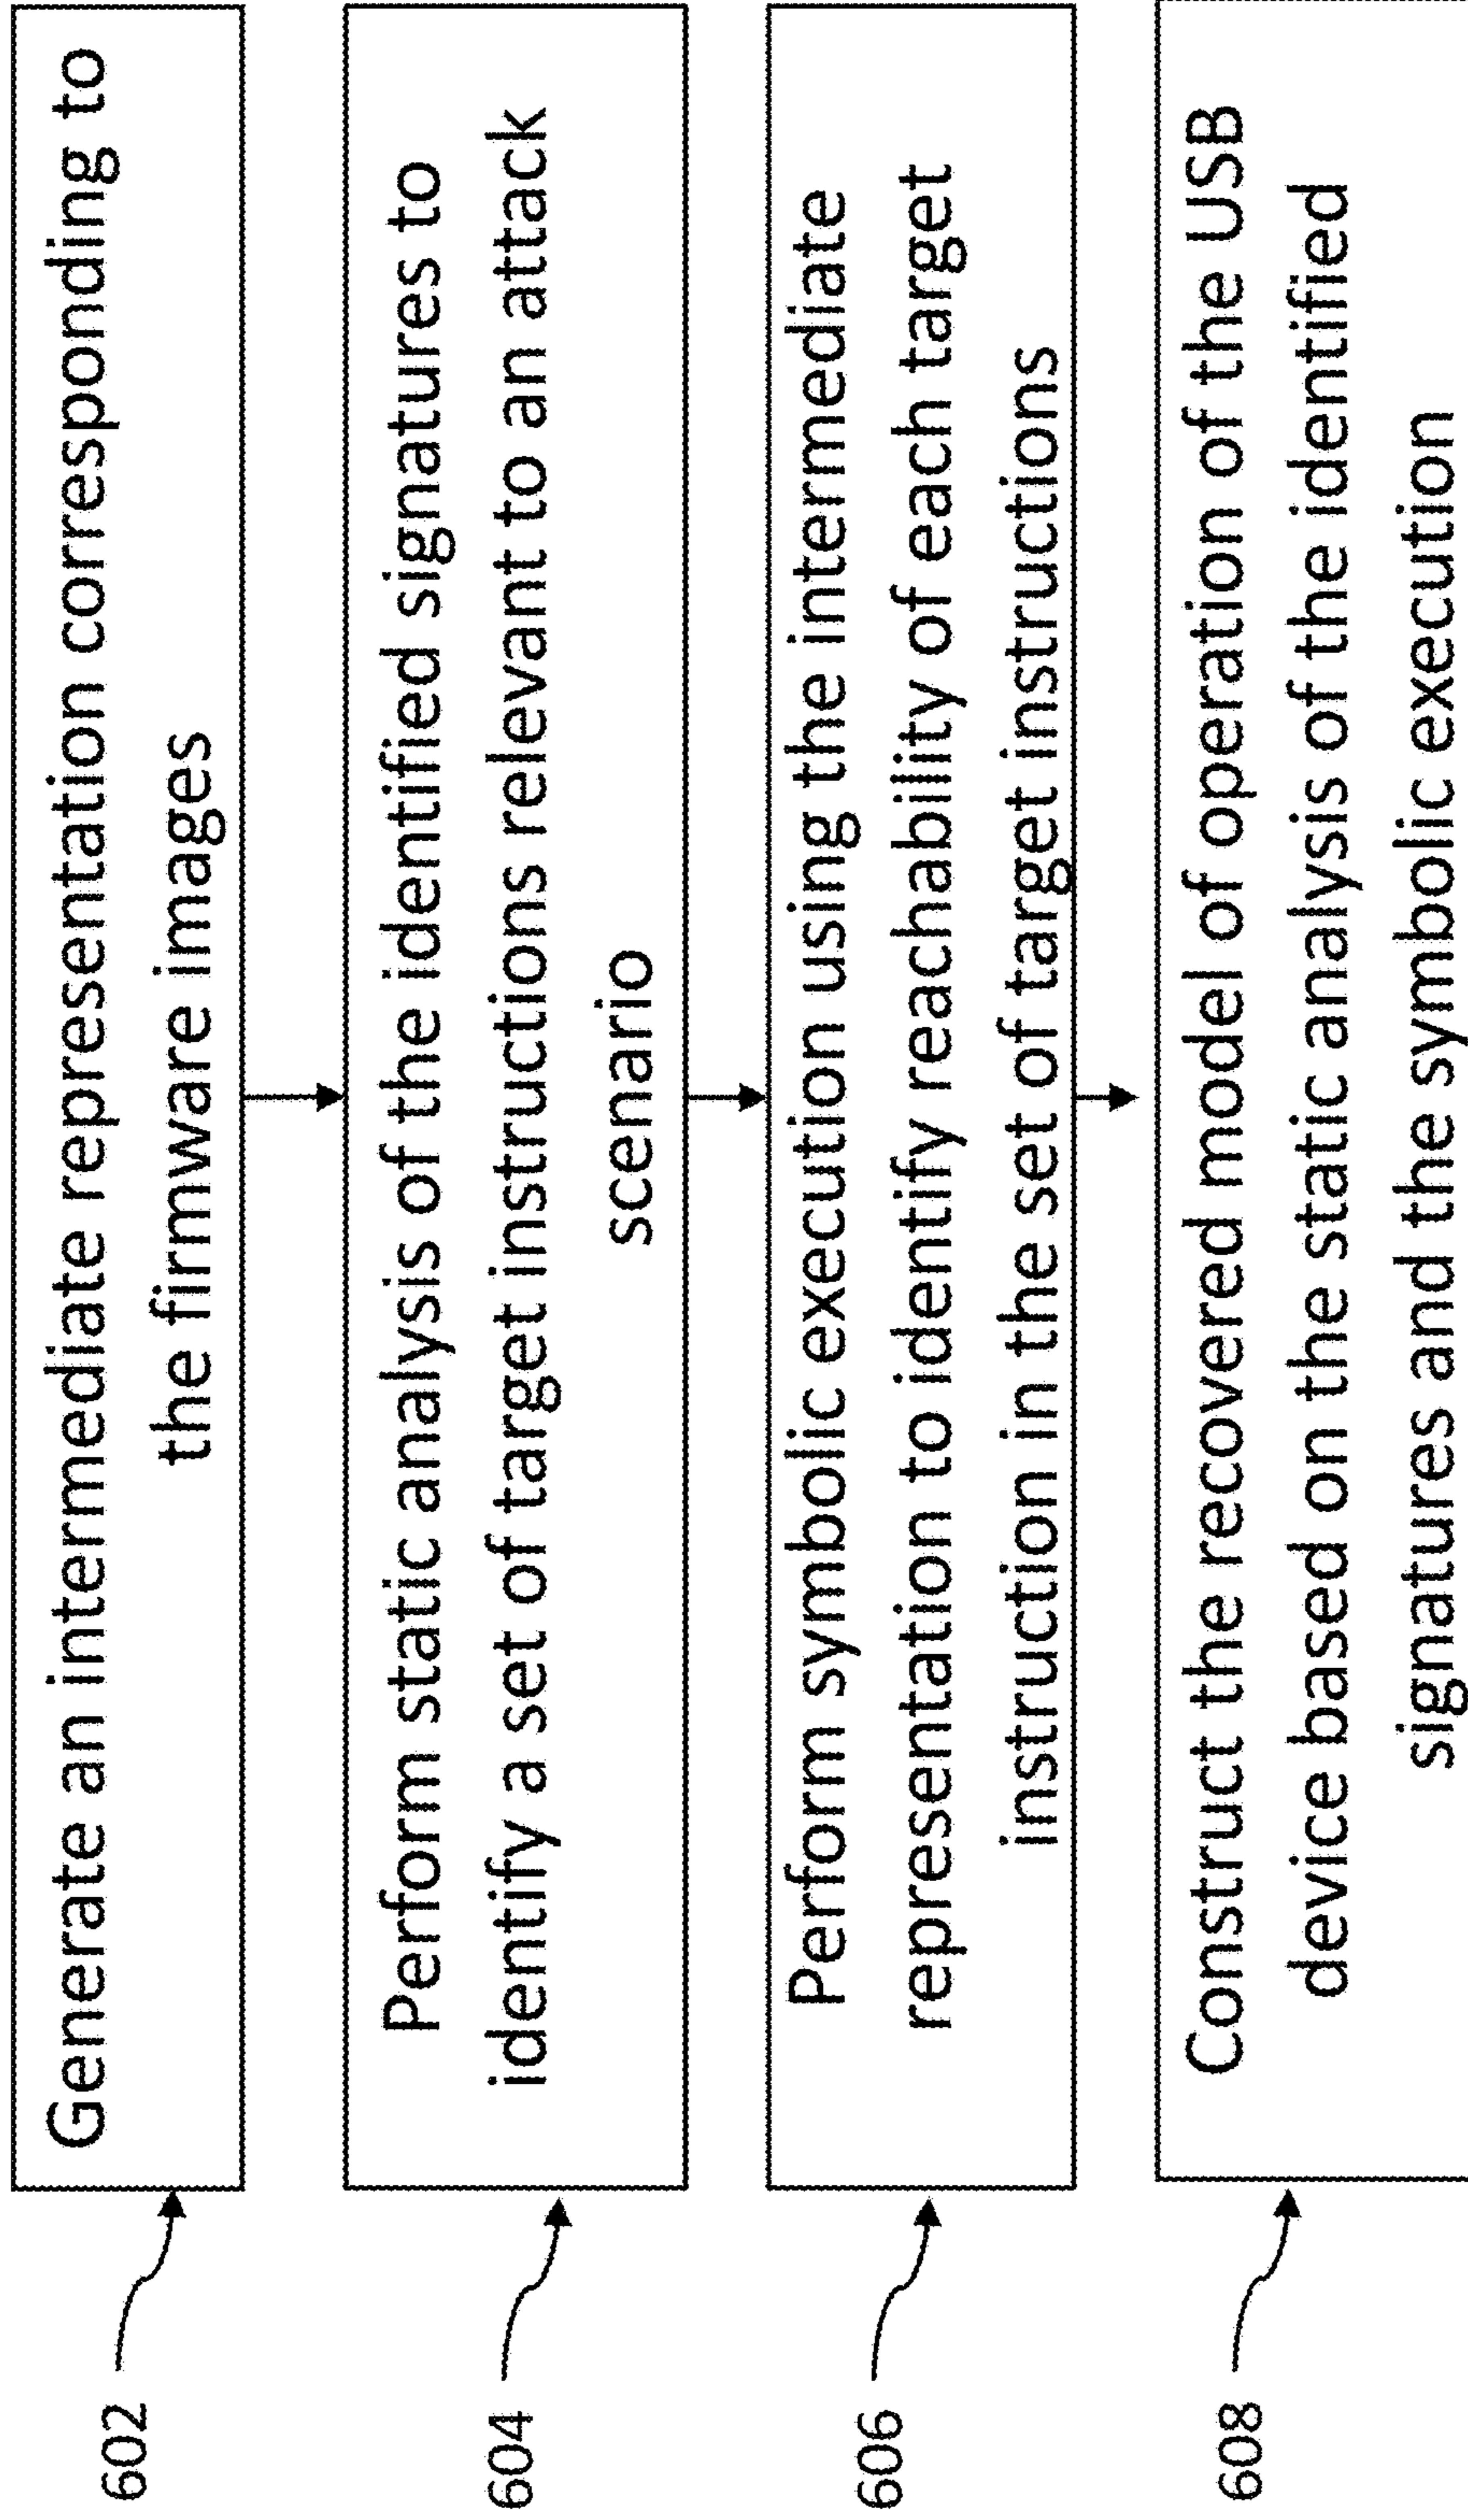 602
Generate an intermediate representation corresponding to
the firmware images
604
Perform static analysis of the identified signatures to
identify a set of target instructions relevant to an attack
scenario
606
Perform symbolic execution using the intermediate
representation to identify reachability of each target
instruction in the set of target instructions
608
Construct the recovered model of operation of the USB
device based on the static analysis of the identified
signatures and the symbolic execution